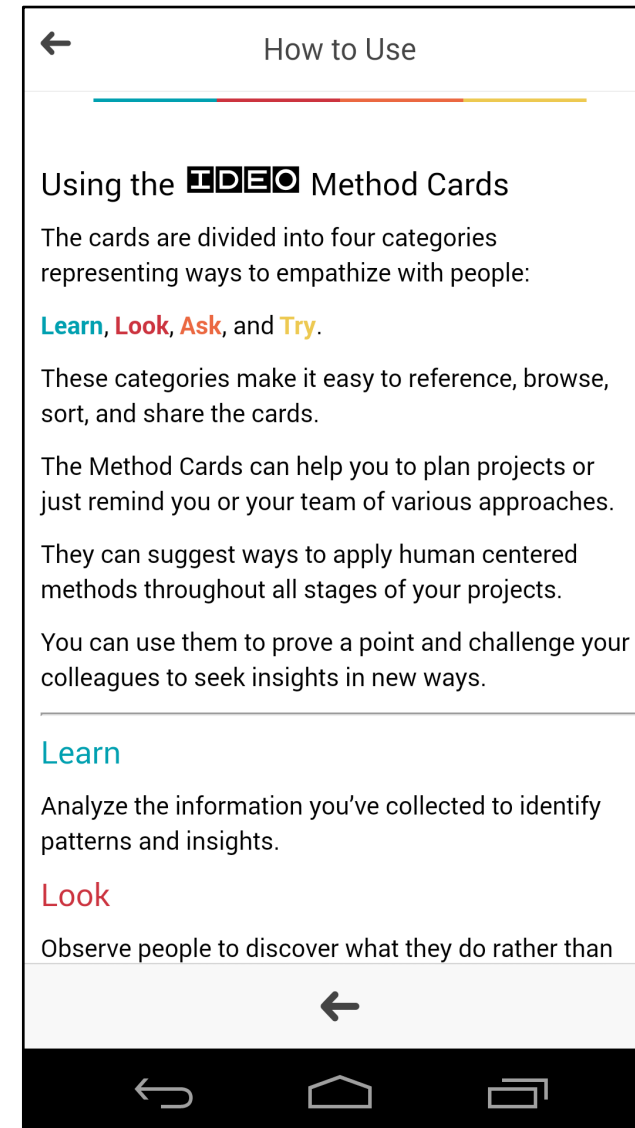 How to Use
Using the IDEO Method Cards
The cards are divided into four categories
representing ways to empathize with people:
Learn, Look, Ask, and Try.
These categories make it easy to reference, browse,
sort, and share the cards.
The Method Cards can help you to plan projects or
just remind you or your team of various approaches.
They can suggest ways to apply human centered
methods throughout all stages of your projects.
You can use them to prove a point and challenge your
colleagues to seek insights in new ways.
Learn
Analyze the information you’ve collected to identify
patterns and insights.
Look
Observe people to discover what they do rather than